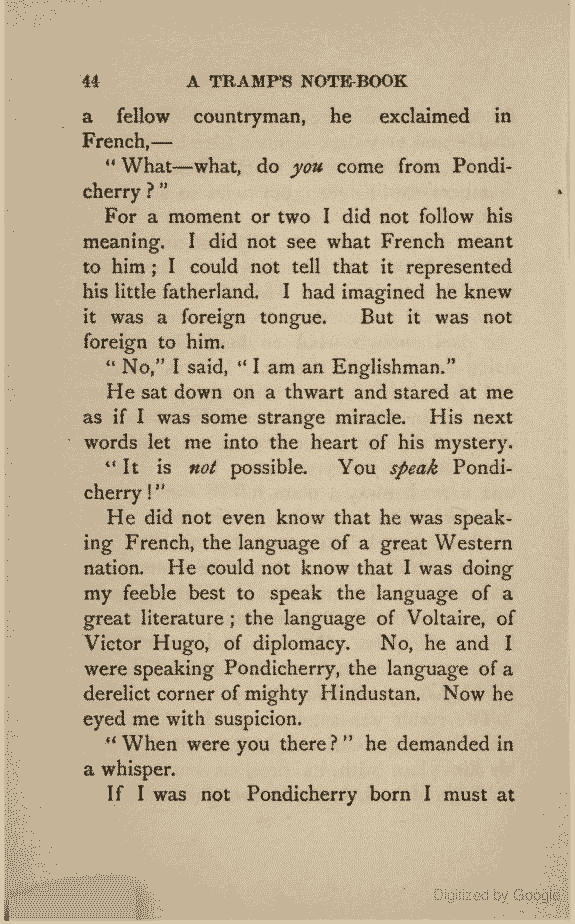 44 A TRAMP'S NOTE-BOOK
a fellow countryman, he exclaimed in
French,—
"What—what, do you come from Pondi-
cherry?"
For a moment or two I did not follow his
meaning. I did not see what French meant
to him; I could not tell that it represented
his little fatherland. I had imagined he knew
it was a foreign tongue. But it was not
foreign to him.
"No," I said, "I am an Englishman."
He sat down on a thwart and stared at me
as if I was some strange miracle. His next
words let me into the heart of his mystery.
"It is not possible. You speak Pondi-
cherry!"
He did not even know that he was speak-
ing French, the language of a great Western
nation. He could not know that I was doing
my feeble best to speak the language of a
great literature; the language of Voltaire, of
Victor Hugo, of diplomacy. No, he and I
were speaking Pondicherry, the language of a
derelict corner of mighty Hindustan. Now he
eyed me with suspicion.
"When were you there?" he demanded in
a whisper.
If I was not Pondicherry born I must at
Digitized by Google